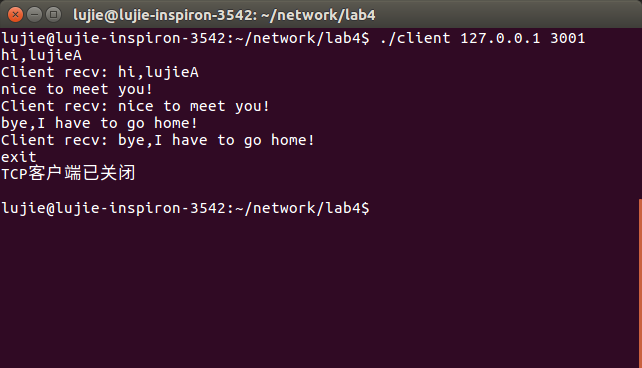 lujie@lujie-inspiron-3542: ~/network/lab4
lujie@lujie-inspiron-3542:~/network/lab4$ ./client 127.0.0.1 3001
hi,lujieA
Client recv: hi,lujieA
nice to meet you!
Client recv: nice to meet you!
bye,I have to go home!
Client recv: bye,I have to go home!
exit
TCP客户端已关闭
lujie@lujie-inspiron-3542:~/network/lab4$